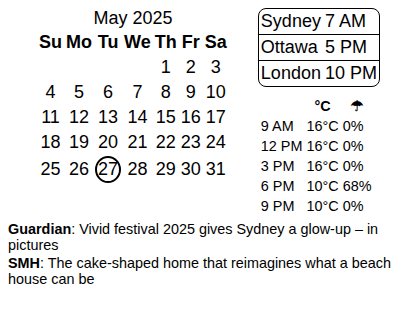 May 2025
Su Mo Tu We Th Fr Sa
1 2 3
4 5 6 7 8 9 10
11 12 13 14 15 16 17
18 19 20 21 22 23 24
25 26 27 28 29 30 31
Sydney 7 AM
Ottawa 5 PM
London 10 PM
°C ☂
9 AM 16°C 0%
12 PM 16°C 0%
3 PM 16°C 0%
6 PM 10°C 68%
9 PM 10°C 0%
Guardian: Vivid festival 2025 gives Sydney a glow-up – in
pictures
SMH: The cake-shaped home that reimagines what a beach
house can be